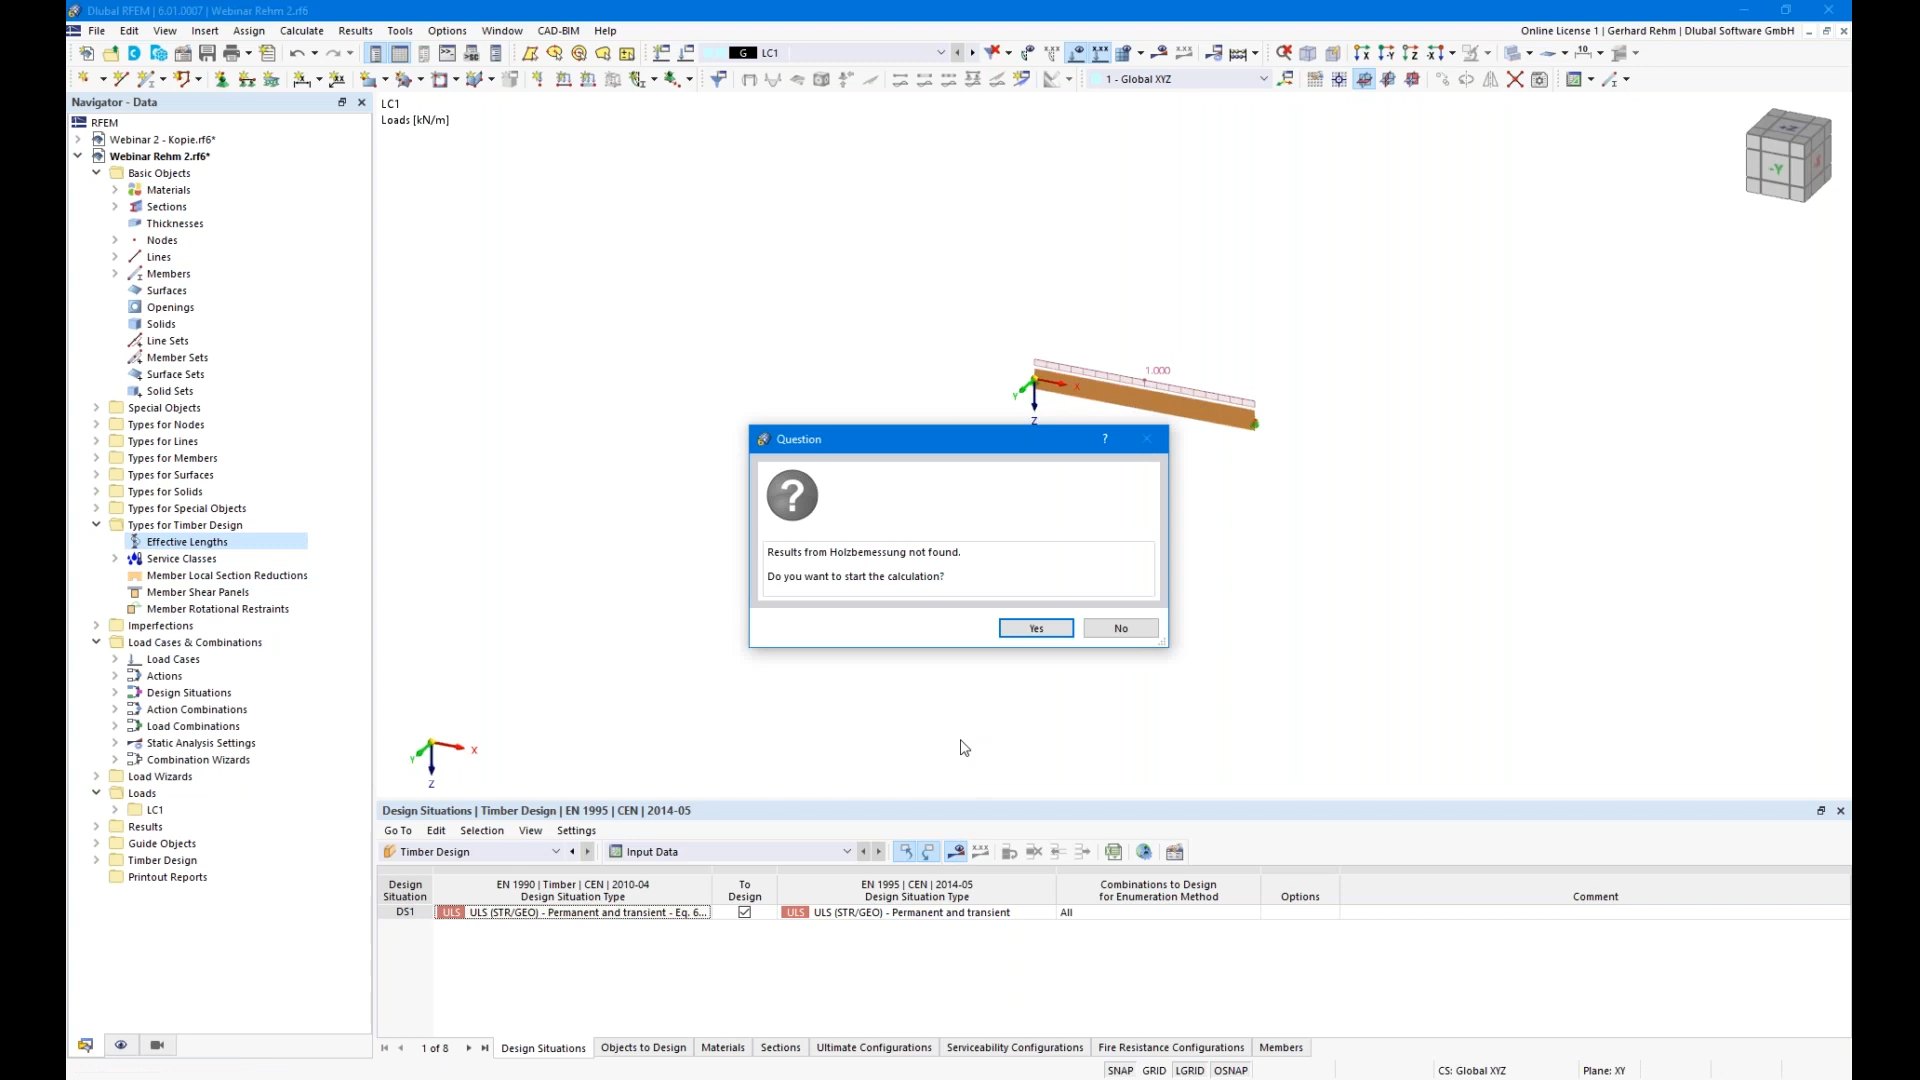 Dlubal RFEM | 6.01.0007 | Webinar Rehm 2.rf6
File Edit View Insert Assign Calculate Results Tools Options Window CAD-BIM Help
Online License 1 | Gerhard Rehm | Dlubal Software GmbH
G LC1
1 - Global XYZ
Navigator - Data
RFEM
Webinar 2 - Kopie.rf6*
Webinar Rehm 2.rf6*
Basic Objects
Materials
Sections
Thicknesses
Nodes
Lines
Members
Surfaces
Openings
Solids
Line Sets
Member Sets
Surface Sets
Solid Sets
Special Objects
Types for Nodes
Types for Lines
Types for Members
Types for Surfaces
Types for Solids
Types for Special Objects
Types for Timber Design
Effective Lengths
Service Classes
Member Local Section Reductions
Member Shear Panels
Member Rotational Restraints
Imperfections
Load Cases & Combinations
Load Cases
Actions
Design Situations
Action Combinations
Load Combinations
Static Analysis Settings
Combination Wizards
Load Wizards
Loads
LC1
Results
Guide Objects
Timber Design
Printout Reports
LC1
Loads [kN/m]
+Z
-Y
1.000
X
Y
Z
Question
?
Results from Holzbemessung not found.
Do you want to start the calculation?
Yes No
X
Y
Z
Design Situations | Timber Design | EN 1995 | CEN | 2014-05
Go To Edit Selection View Settings
Timber Design Input Data
Design Situation
EN 1990 | Timber | CEN | 2010-04 Design Situation Type
To Design
EN 1995 | CEN | 2014-05 Design Situation Type
Combinations to Design for Enumeration Method
Options
Comment
DS1 ULS ULS (STR/GEO) - Permanent and transient - Eq. 6... ULS ULS (STR/GEO) - Permanent and transient All
1 of 8 Design Situations Objects to Design Materials Sections Ultimate Configurations Serviceability Configurations Fire Resistance Configurations Members
SNAP GRID LGRID OSNAP CS: Global XYZ Plane: XY